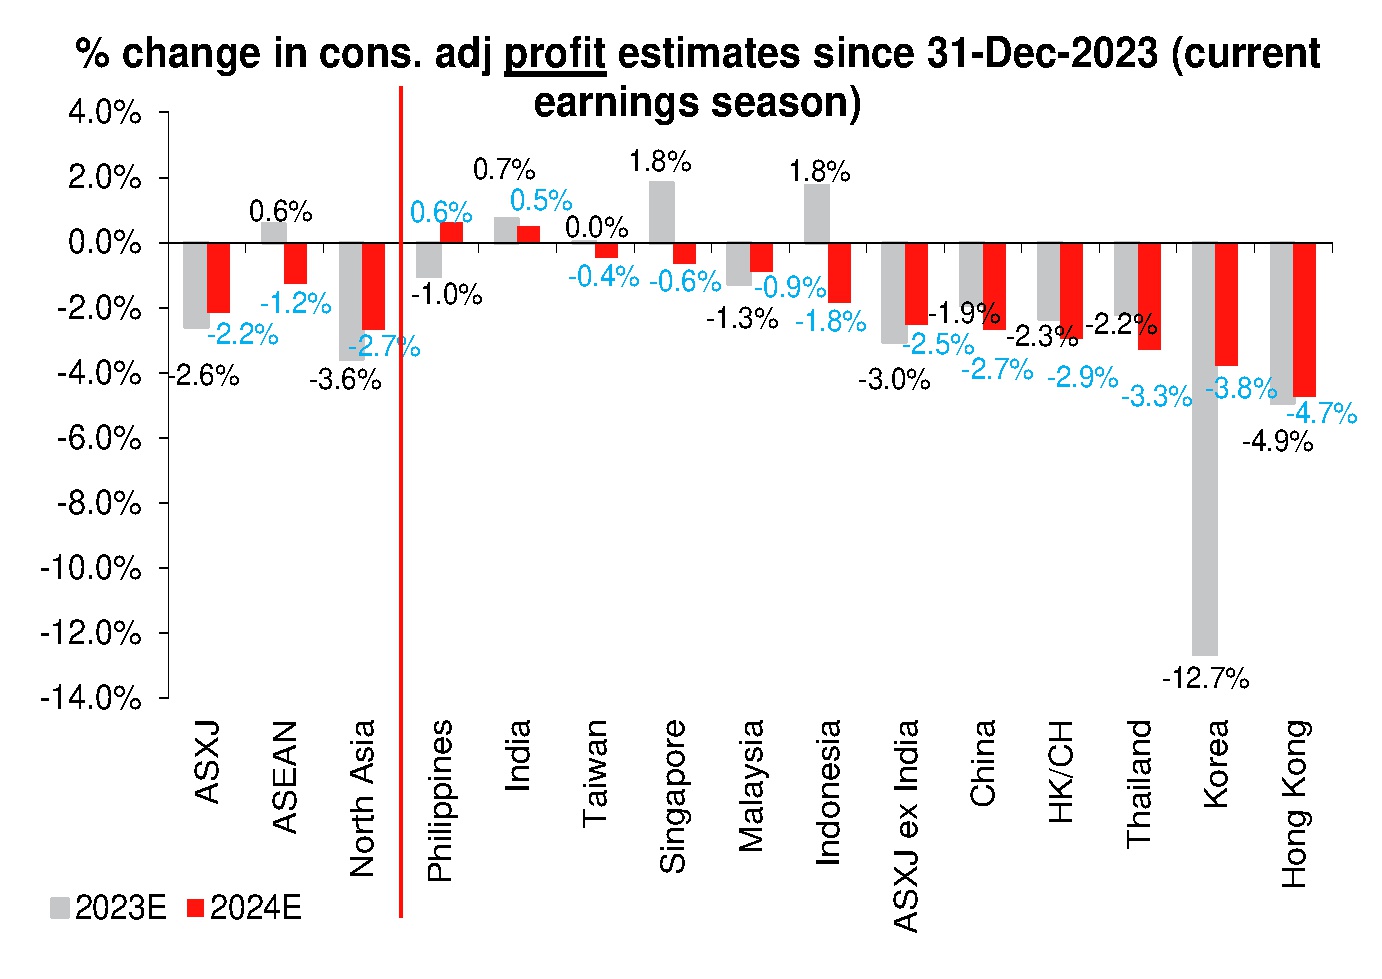 % change in cons. adj profit estimates since 31-Dec-2023 (current
earnings season)
4.0%
2.0%
0.0%
-2.0%
-4.0%
-6.0%
-8.0%
-10.0%
-12.0%
-14.0%
-2.6%
-2.2%
0.6%
-1.2%
-3.6%
-2.7%
-1.0%
0.6%
0.7%
0.5%
0.0%
-0.4%
1.8%
-0.6%
-1.3%
-0.9%
1.8%
-1.8%
-3.0%
-2.5%
-1.9%
-2.7%
-2.3%
-2.9%
-2.2%
-3.3%
-12.7%
-3.8%
-4.9%
-4.7%
ASXJ
ASEAN
North Asia
Philippines
India
Taiwan
Singapore
Malaysia
Indonesia
ASXJ ex India
China
HK/CH
Thailand
Korea
Hong Kong
2023E
2024E